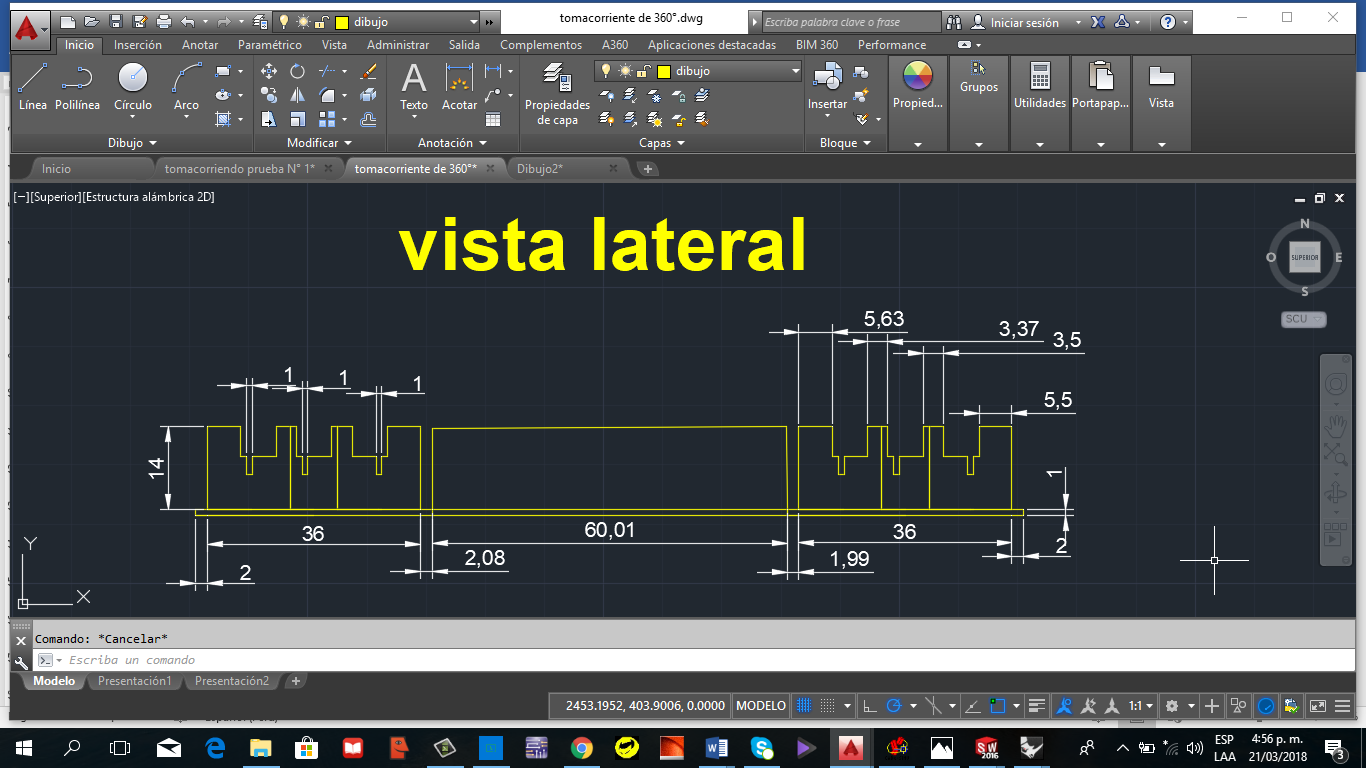 tomacorriente de 360°.dwg
dibujo
Escriba palabra clave o frase
Iniciar sesión
Inicio
Inserción
Anotar
Paramétrico
Vista
Administrar
Salida
Complementos
A360
Aplicaciones destacadas
BIM 360
Performance
Línea
Polilínea
Círculo
Arco
Texto
Acotar
Propiedades
de capa
dibujo
Insertar
Propied...
Grupos
Utilidades
Portapap...
Vista
Dibujo
Modificar
Anotación
Capas
Bloque
Inicio
tomacorriendo prueba N° 1*
tomacorriente de 360°*
Dibujo2*
[−][Superior][Estructura alámbrica 2D]
vista lateral
N
O
SUPERIOR
E
S
SCU
5,63
3,37
3,5
5,5
1
1
1
14
1
36
60,01
36
2
2,08
1,99
2
Y
X
Comando: *Cancelar*
Escriba un comando
Modelo
Presentación1
Presentación2
2453.1952, 403.9006, 0.0000
MODELO
1:1
ESP
LAA
4:56 p. m.
21/03/2018
3
SW
2016